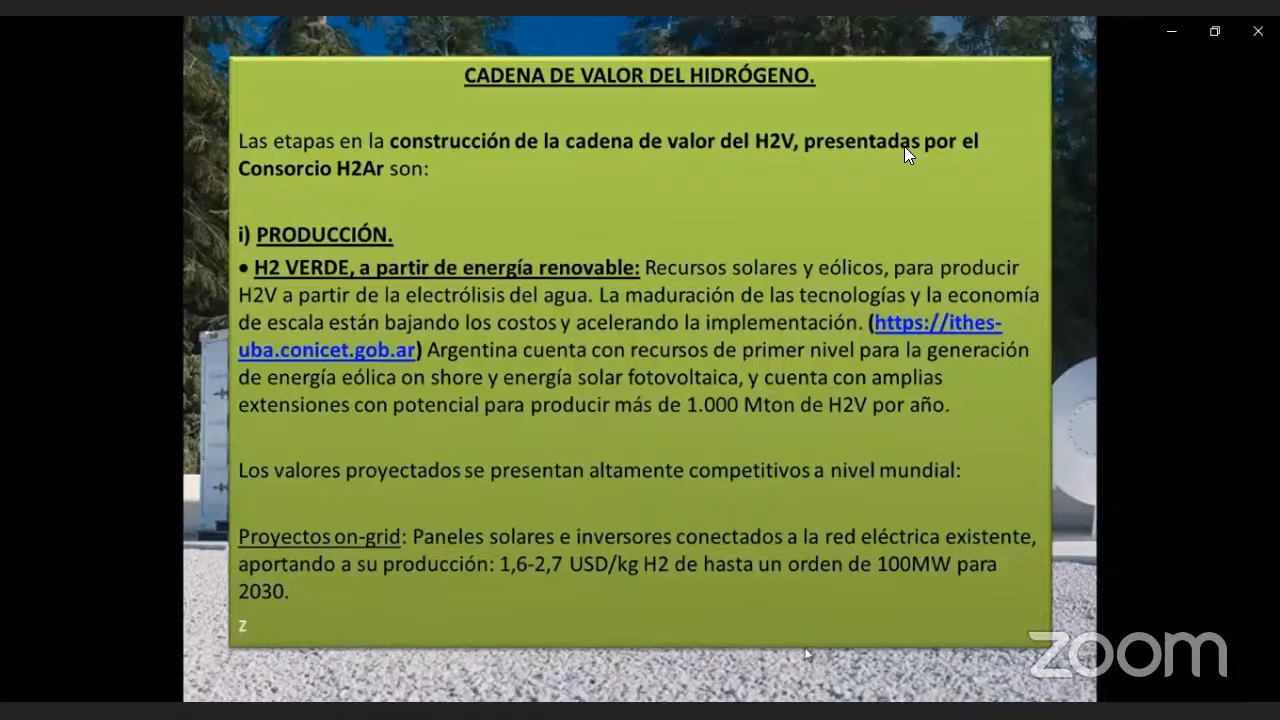 CADENA DE VALOR DEL HIDRÓGENO.
Las etapas en la construcción de la cadena de valor del H2V, presentadas por el
Consorcio H2Ar son:
i) PRODUCCIÓN.
• H2 VERDE, a partir de energía renovable: Recursos solares y eólicos, para producir
H2V a partir de la electrólisis del agua. La maduración de las tecnologías y la economía
de escala están bajando los costos y acelerando la implementación. (https://ithes-
uba.conicet.gob.ar) Argentina cuenta con recursos de primer nivel para la generación
de energía eólica on shore y energía solar fotovoltaica, y cuenta con amplias
extensiones con potencial para producir más de 1.000 Mton de H2V por año.
Los valores proyectados se presentan altamente competitivos a nivel mundial:
Proyectos on-grid: Paneles solares e inversores conectados a la red eléctrica existente,
aportando a su producción: 1,6-2,7 USD/kg H2 de hasta un orden de 100MW para
2030.
Z
zoom